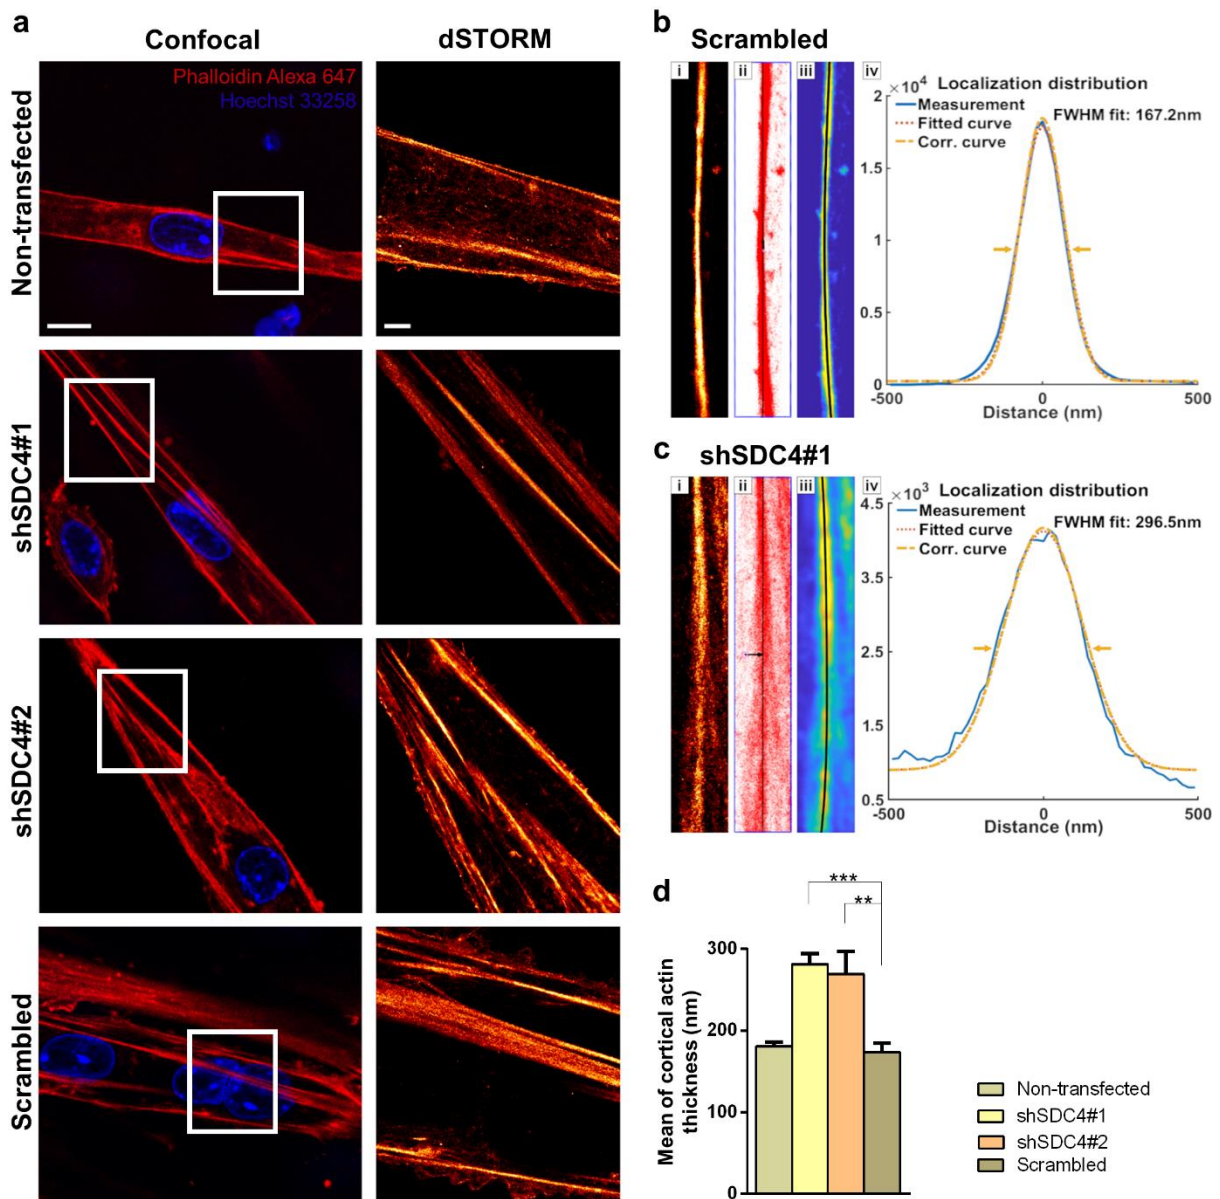 a
Confocal
dSTORM
Phalloidin Alexa 647
Hoechst 33258
Non-transfected
shSDC4#1
shSDC4#2
Scrambled
b
Scrambled
i
ii
iii
iv
×10⁴
Localization distribution
Measurement
Fitted curve
Corr. curve
FWHM fit: 167.2nm
2
1.5
1
0.5
0
-500
0
500
Distance (nm)
c
shSDC4#1
i
ii
iii
iv
×10³
Localization distribution
Measurement
Fitted curve
Corr. curve
FWHM fit: 296.5nm
4.5
3.5
2.5
1.5
0.5
-500
0
500
Distance (nm)
d
***
**
Mean of cortical actin
thickness (nm)
300
200
100
0
Non-transfected
shSDC4#1
shSDC4#2
Scrambled